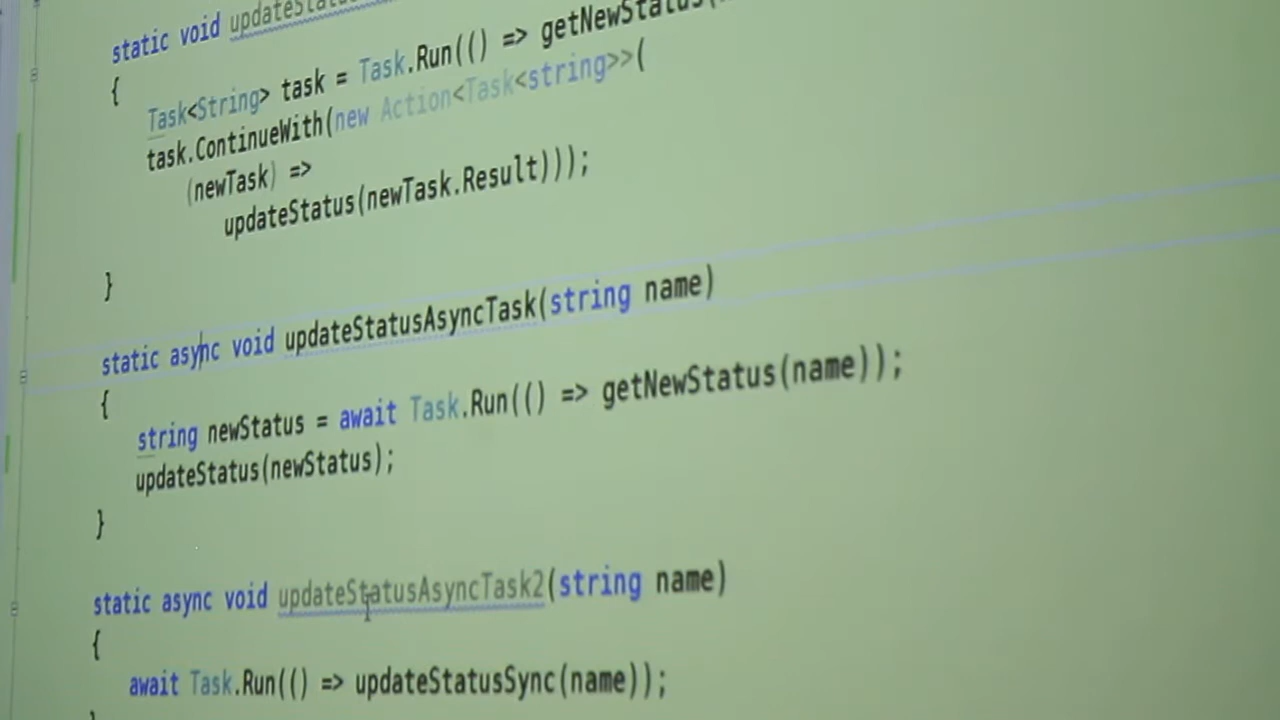 static void
{
Task<String> task = Task.Run(() => getNewStatus(
task.ContinueWith(new Action<Task<string>>(
(newTask) =>
updateStatus(newTask.Result)));
}
static async void updateStatusAsyncTask(string name)
{
string newStatus = await Task.Run(() => getNewStatus(name));
updateStatus(newStatus);
}
static async void updateStatusAsyncTask2(string name)
{
await Task.Run(() => updateStatusSync(name));